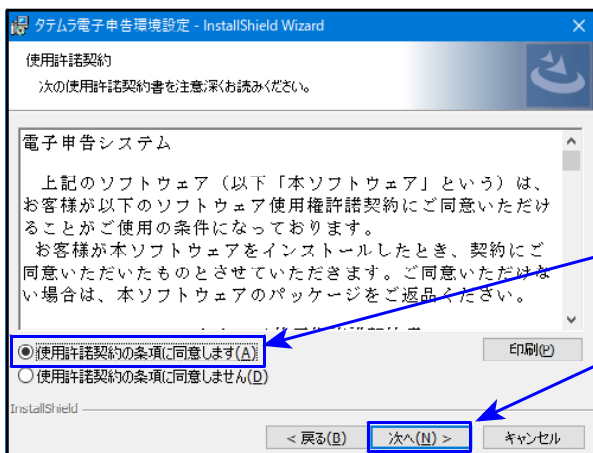 タテムラ電子申告環境設定 - InstallShield Wizard
使用許諾契約
次の使用許諾契約書を注意深くお読みください。
電子申告システム
上記のソフトウェア（以下「本ソフトウェア」という）は、
お客様が以下のソフトウェア使用権許諾契約にご同意いただけ
ることがご使用の条件になっております。
お客様が本ソフトウェアをインストールしたとき、契約にご
同意いただいたものとさせていただきます。ご同意いただけな
い場合は、本ソフトウェアのパッケージをご返品ください。
使用許諾契約の条項に同意します(A)
印刷(P)
使用許諾契約の条項に同意しません(D)
InstallShield
< 戻る(B)
次へ(N) >
キャンセル